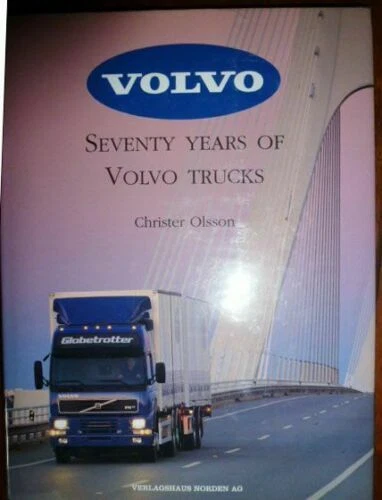 VOLVO
SEVENTY YEARS OF
VOLVO TRUCKS
Christer Olsson
Globetrotter
VOLVO
VERLAGSHAUS NORDEN AG